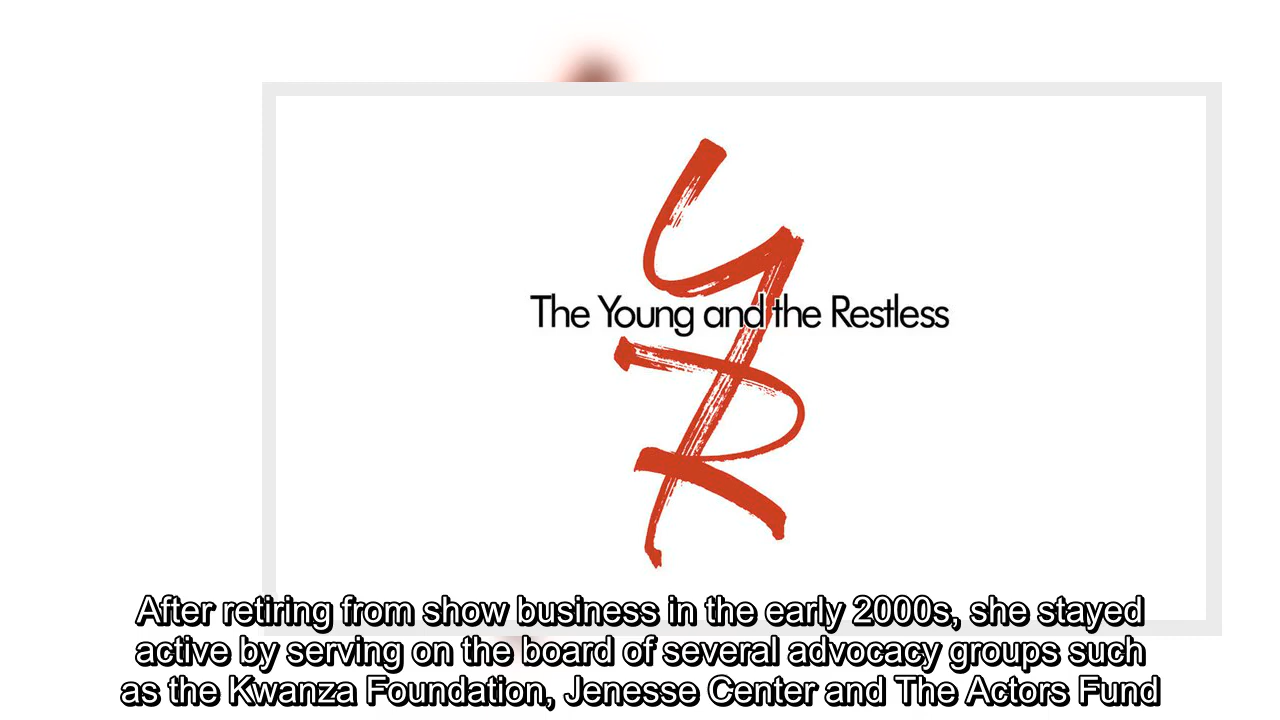 YR
The Young and the Restless
After retiring from show business in the early 2000s, she stayed
active by serving on the board of several advocacy groups such
as the Kwanza Foundation, Jenesse Center and The Actors Fund